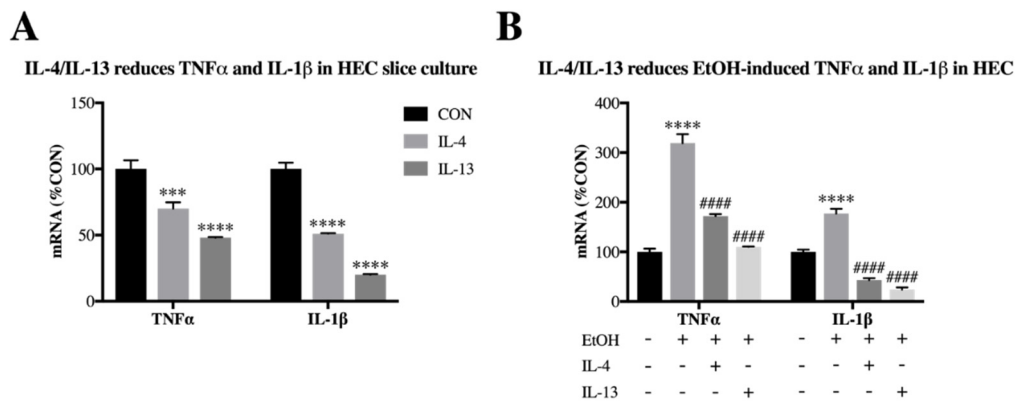 A
IL-4/IL-13 reduces TNFα and IL-1β in HEC slice culture
150
100
50
0
mRNA (%CON)
CON
IL-4
IL-13
***
****
****
****
TNFα
IL-1β
B
IL-4/IL-13 reduces EtOH-induced TNFα and IL-1β in HEC
400
300
200
100
0
mRNA (%CON)
****
####
####
****
####
####
TNFα
IL-1β
EtOH - + + + - + + +
IL-4 - - + - - - + -
IL-13 - - - + - - - +